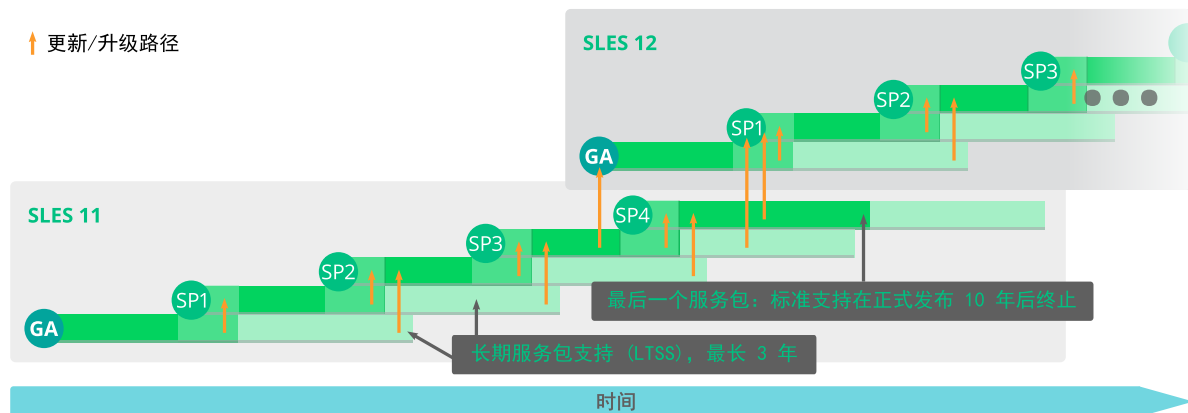 更新/升级路径
SLES 12
SP3
SP2
SP1
GA
SLES 11
SP4
SP3
SP2
SP1
GA
最后一个服务包：标准支持在正式发布 10 年后终止
长期服务包支持 (LTSS)，最长 3 年
时间